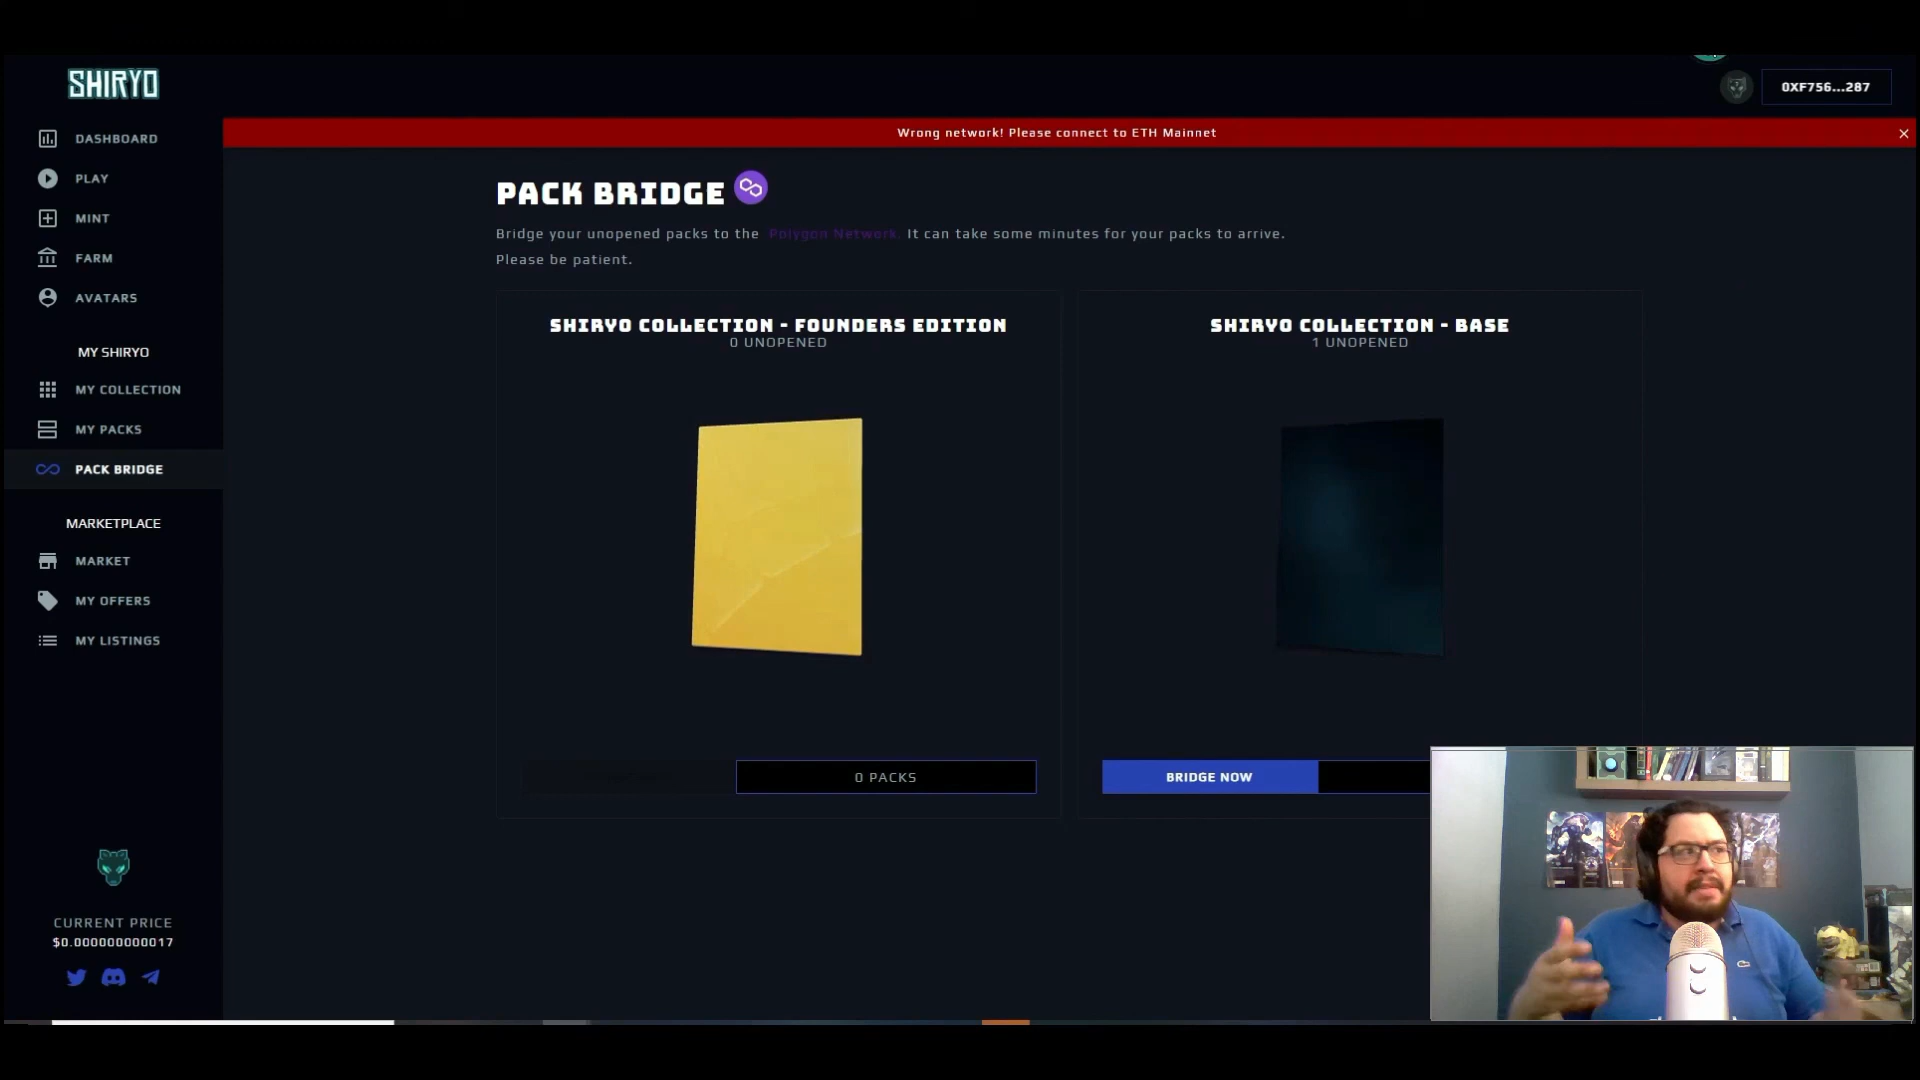 SHIRYO
0XF756...287
Wrong network! Please connect to ETH Mainnet
DASHBOARD
PLAY
MINT
FARM
AVATARS
MY SHIRYO
MY COLLECTION
MY PACKS
PACK BRIDGE
MARKETPLACE
MARKET
MY OFFERS
MY LISTINGS
CURRENT PRICE
$0.000000000017
PACK BRIDGE
Bridge your unopened packs to the Polygon Network. It can take some minutes for your packs to arrive.
Please be patient.
SHIRYO COLLECTION - FOUNDERS EDITION
0 UNOPENED
0 PACKS
SHIRYO COLLECTION - BASE
1 UNOPENED
BRIDGE NOW